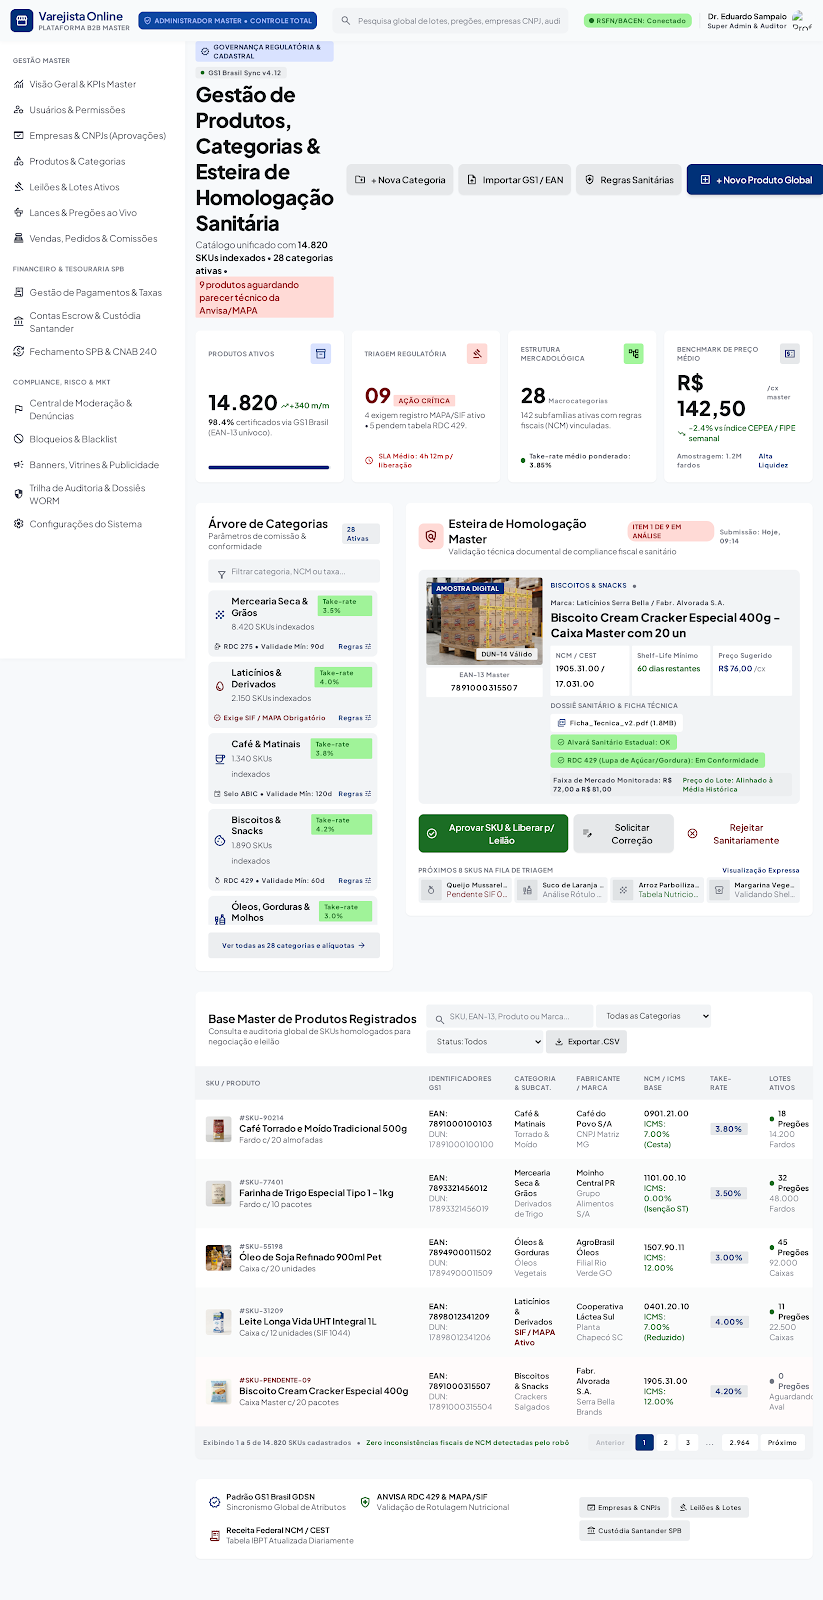 Varejista Online
PLATAFORMA B2B MASTER
ADMINISTRADOR MASTER • CONTROLE TOTAL
Pesquisa global de lotes, pregões, empresas CNPJ, audi
RSFN/BACEN: Conectado
Dr. Eduardo Sampaio
Super Admin & Auditor
GESTÃO MASTER
Visão Geral & KPIs Master
Usuários & Permissões
Empresas & CNPJs (Aprovações)
Produtos & Categorias
Leilões & Lotes Ativos
Lances & Pregões ao Vivo
Vendas, Pedidos & Comissões
FINANCEIRO & TESOURARIA SPB
Gestão de Pagamentos & Taxas
Contas Escrow & Custódia
Santander
Fechamento SPB & CNAB 240
COMPLIANCE, RISCO & MKT
Central de Moderação &
Denúncias
Bloqueios & Blacklist
Banners, Vitrines & Publicidade
Trilha de Auditoria & Dossiês
WORM
Configurações do Sistema
GOVERNANÇA REGULATÓRIA &
CADASTRAL
GS1 Brasil Sync v4.12
Gestão de
Produtos,
Categorias &
Esteira de
Homologação
Sanitária
Catálogo unificado com 14.820
SKUs indexados • 28 categorias
ativas •
9 produtos aguardando
parecer técnico da
Anvisa/MAPA
+ Nova Categoria
Importar GS1 / EAN
Regras Sanitárias
+ Novo Produto Global
PRODUTOS ATIVOS
14.820
+340 m/m
98.4% certificados via GS1 Brasil
(EAN-13 unívoco).
TRIAGEM REGULATÓRIA
09
AÇÃO CRÍTICA
4 exigem registro MAPA/SIF ativo
• 5 pendem tabela RDC 429.
SLA Médio: 4h 12m p/
liberação
ESTRUTURA
MERCADOLÓGICA
28
Macrocategorias
142 subfamílias ativas com regras
fiscais (NCM) vinculadas.
Take-rate médio ponderado:
3.85%
BENCHMARK DE PREÇO
MÉDIO
R$
142,50
/cx
master
-2.4% vs índice CEPEA / FIPE
semanal
Amostragem: 1.2M
fardos
Alta
Liquidez
Árvore de Categorias
Parâmetros de comissão &
conformidade
28
Ativas
Filtrar categoria, NCM ou taxa...
Mercearia Seca &
Grãos
Take-rate
3.5%
8.420 SKUs indexados
RDC 275 • Validade Mín: 90d
Regras
Laticínios &
Derivados
Take-rate
4.0%
2.150 SKUs indexados
Exige SIF / MAPA Obrigatório
Regras
Café & Matinais
Take-rate
3.8%
1.340 SKUs
indexados
Selo ABIC • Validade Mín: 120d
Regras
Biscoitos &
Snacks
Take-rate
4.2%
1.890 SKUs
indexados
RDC 429 • Validade Mín: 60d
Regras
Óleos, Gorduras &
Molhos
Take-rate
3.0%
Ver todas as 28 categorias e alíquotas
Esteira de Homologação
Master
ITEM 1 DE 9 EM
ANÁLISE
Submissão: Hoje,
09:14
Validação técnica documental de compliance fiscal e sanitário
AMOSTRA DIGITAL
DUN-14 Válido
EAN-13 Master
7891000315507
BISCOITOS & SNACKS •
Marca: Laticínios Serra Bella / Fabr. Alvorada S.A.
Biscoito Cream Cracker Especial 400g -
Caixa Master com 20 un
NCM / CEST
1905.31.00 /
17.031.00
Shelf-Life Mínimo
60 dias restantes
Preço Sugerido
R$ 76,00 /cx
DOSSIÊ SANITÁRIO & FICHA TÉCNICA
Ficha_Tecnica_v2.pdf (1.8MB)
Alvará Sanitário Estadual: OK
RDC 429 (Lupa de Açúcar/Gordura): Em Conformidade
Faixa de Mercado Monitorada: R$
72,00 a R$ 81,00
Preço do Lote: Alinhado à
Média Histórica
Aprovar SKU & Liberar p/
Leilão
Solicitar
Correção
Rejeitar
Sanitariamente
PRÓXIMOS 8 SKUS NA FILA DE TRIAGEM
Visualização Expressa
Queijo Mussarel...
Pendente SIF 0...
Suco de Laranja ...
Análise Rótulo ...
Arroz Parboiliza...
Tabela Nutricio...
Margarina Vege...
Validando Shel...
Base Master de Produtos Registrados
Consulta e auditoria global de SKUs homologados para
negociação e leilão
SKU, EAN-13, Produto ou Marca...
Todas as Categorias
Status: Todos
Exportar .CSV
SKU / PRODUTO
IDENTIFICADORES
GS1
CATEGORIA
& SUBCAT.
FABRICANTE
/ MARCA
NCM / ICMS
BASE
TAKE-
RATE
LOTES
ATIVOS
#SKU-90214
Café Torrado e Moído Tradicional 500g
Fardo c/ 20 almofadas
EAN:
7891000100103
DUN:
17891000100100
Café &
Matinais
Torrado &
Moído
Café do
Povo S/A
CNPJ Matriz
MG
0901.21.00
ICMS:
7.00%
(Cesta)
3.80%
18
Pregões
14.200
Fardos
#SKU-77401
Farinha de Trigo Especial Tipo 1 - 1kg
Fardo c/ 10 pacotes
EAN:
7893321456012
DUN:
17893321456019
Mercearia
Seca &
Grãos
Derivados
de Trigo
Moinho
Central PR
Grupo
Alimentos
S/A
1101.00.10
ICMS:
0.00%
(Isenção ST)
3.50%
32
Pregões
48.000
Fardos
#SKU-55198
Óleo de Soja Refinado 900ml Pet
Caixa c/ 20 unidades
EAN:
7894900011502
DUN:
17894900011509
Óleos &
Gorduras
Óleos
Vegetais
AgroBrasil
Óleos
Filial Rio
Verde GO
1507.90.11
ICMS:
12.00%
3.00%
45
Pregões
92.000
Caixas
#SKU-31209
Leite Longa Vida UHT Integral 1L
Caixa c/ 12 unidades (SIF 1044)
EAN:
7898012341209
DUN:
17898012341206
Laticínios
&
Derivados
SIF / MAPA
Ativo
Cooperativa
Láctea Sul
Planta
Chapecó SC
0401.20.10
ICMS:
7.00%
(Reduzido)
4.00%
11
Pregões
22.500
Caixas
#SKU-PENDENTE-09
Biscoito Cream Cracker Especial 400g
Caixa Master c/ 20 pacotes
EAN:
7891000315507
DUN:
17891000315504
Biscoitos
& Snacks
Crackers
Salgados
Fabr.
Alvorada
S.A.
Serra Bella
Brands
1905.31.00
ICMS:
12.00%
4.20%
0
Pregões
Aguardando
Aval
Exibindo 1 a 5 de 14.820 SKUs cadastrados • Zero inconsistências fiscais de NCM detectadas pelo robô
Anterior
1
2
3
...
2.964
Próximo
Padrão GS1 Brasil GDSN
Sincronismo Global de Atributos
ANVISA RDC 429 & MAPA/SIF
Validação de Rotulagem Nutricional
Receita Federal NCM / CEST
Tabela IBPT Atualizada Diariamente
Empresas & CNPJs
Leilões & Lotes
Custódia Santander SPB